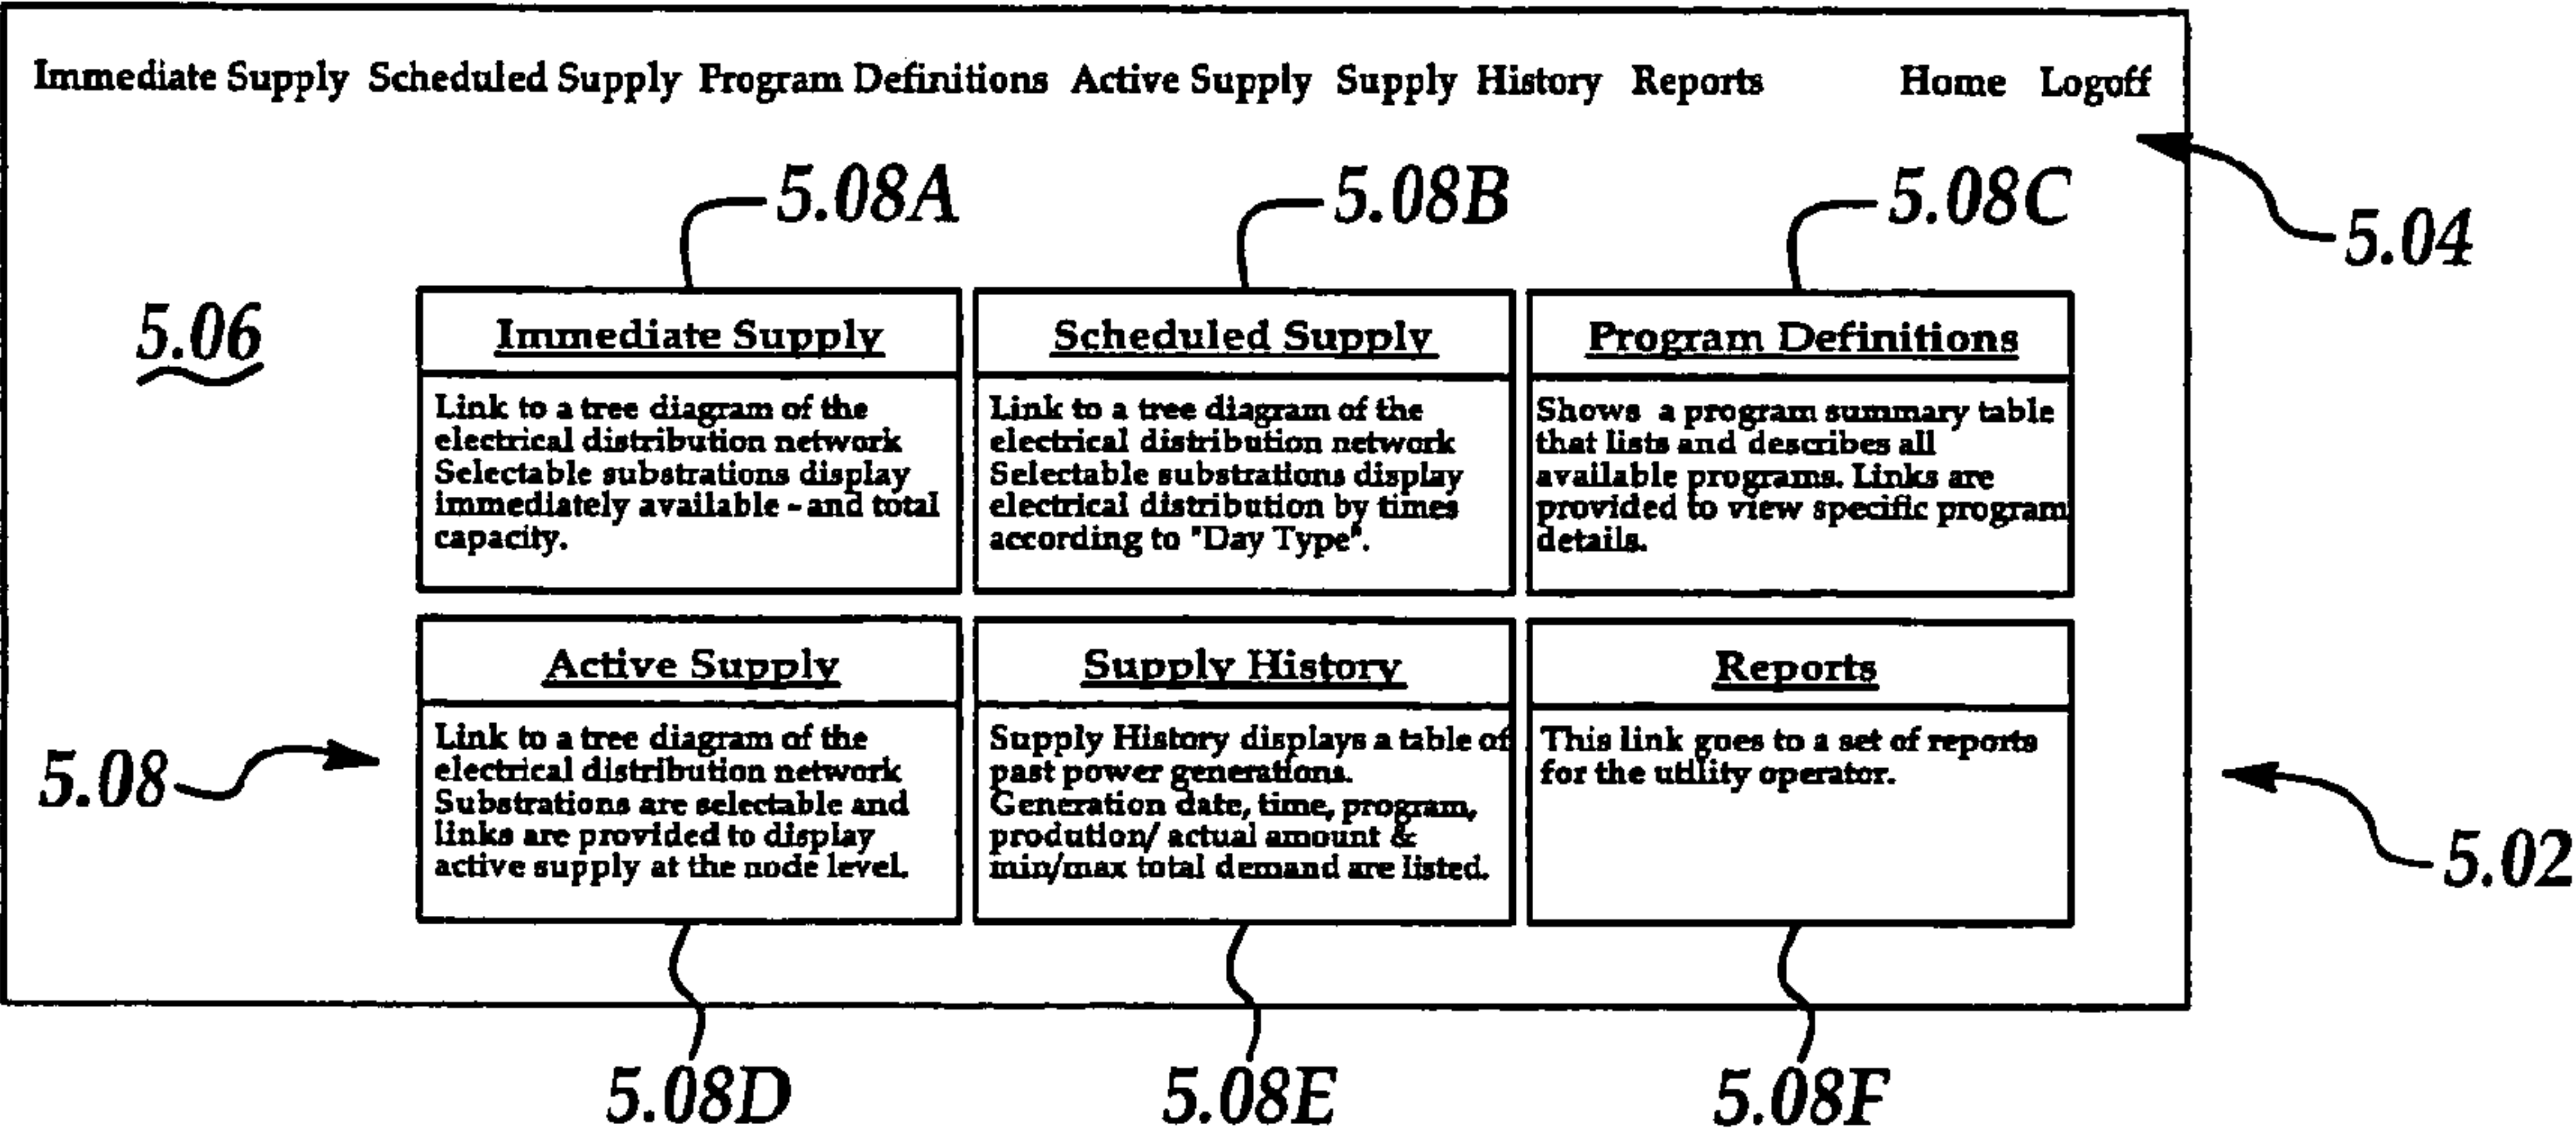 Immediate Supply Scheduled Supply Program Definitions Active Supply Supply History Reports Home Logoff
5.04
5.08A
5.08B
5.08C
5.06
Immediate Supply
Link to a tree diagram of the
electrical distribution network
Selectable substrations display
immediately available - and total
capacity.
Scheduled Supply
Link to a tree diagram of the
electrical distribution network
Selectable substrations display
electrical distribution by times
according to "Day Type".
Program Definitions
Shows a program summary table
that lists and describes all
available programs. Links are
provided to view specific program
details.
5.08
Active Supply
Link to a tree diagram of the
electrical distribution network
Substrations are selectable and
links are provided to display
active supply at the node level.
Supply History
Supply History displays a table of
past power generations.
Generation date, time, program,
prodution/ actual amount &
min/max total demand are listed.
Reports
This link goes to a set of reports
for the utility operator.
5.02
5.08D
5.08E
5.08F